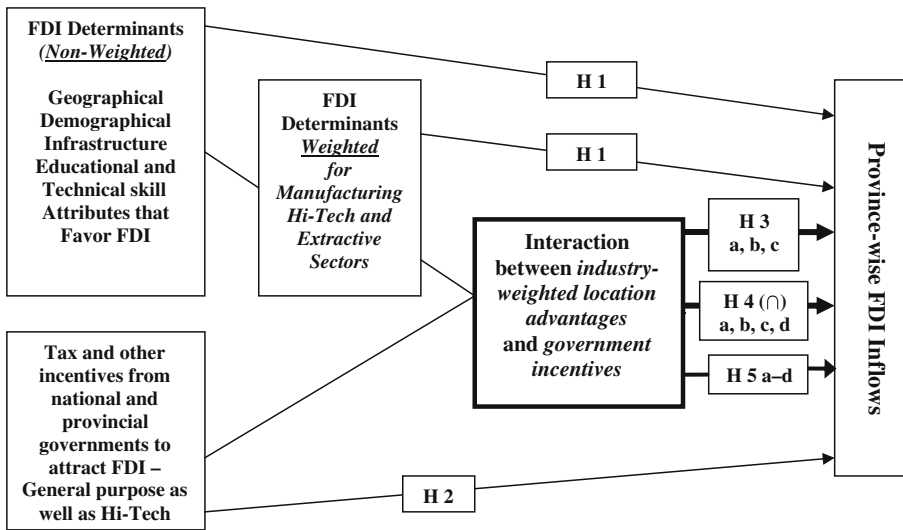 FDI Determinants
(Non-Weighted)
Geographical
Demographical
Infrastructure
Educational and
Technical skill
Attributes that
Favor FDI
FDI
Determinants
Weighted
for
Manufacturing
Hi-Tech and
Extractive
Sectors
H 1
H 1
Interaction
between industry-
weighted location
advantages
and government
incentives
H 3
a, b, c
H 4 (∩)
a, b, c, d
H 5 a–d
Province-wise FDI Inflows
Tax and other
incentives from
national and
provincial
governments to
attract FDI –
General purpose as
well as Hi-Tech
H 2